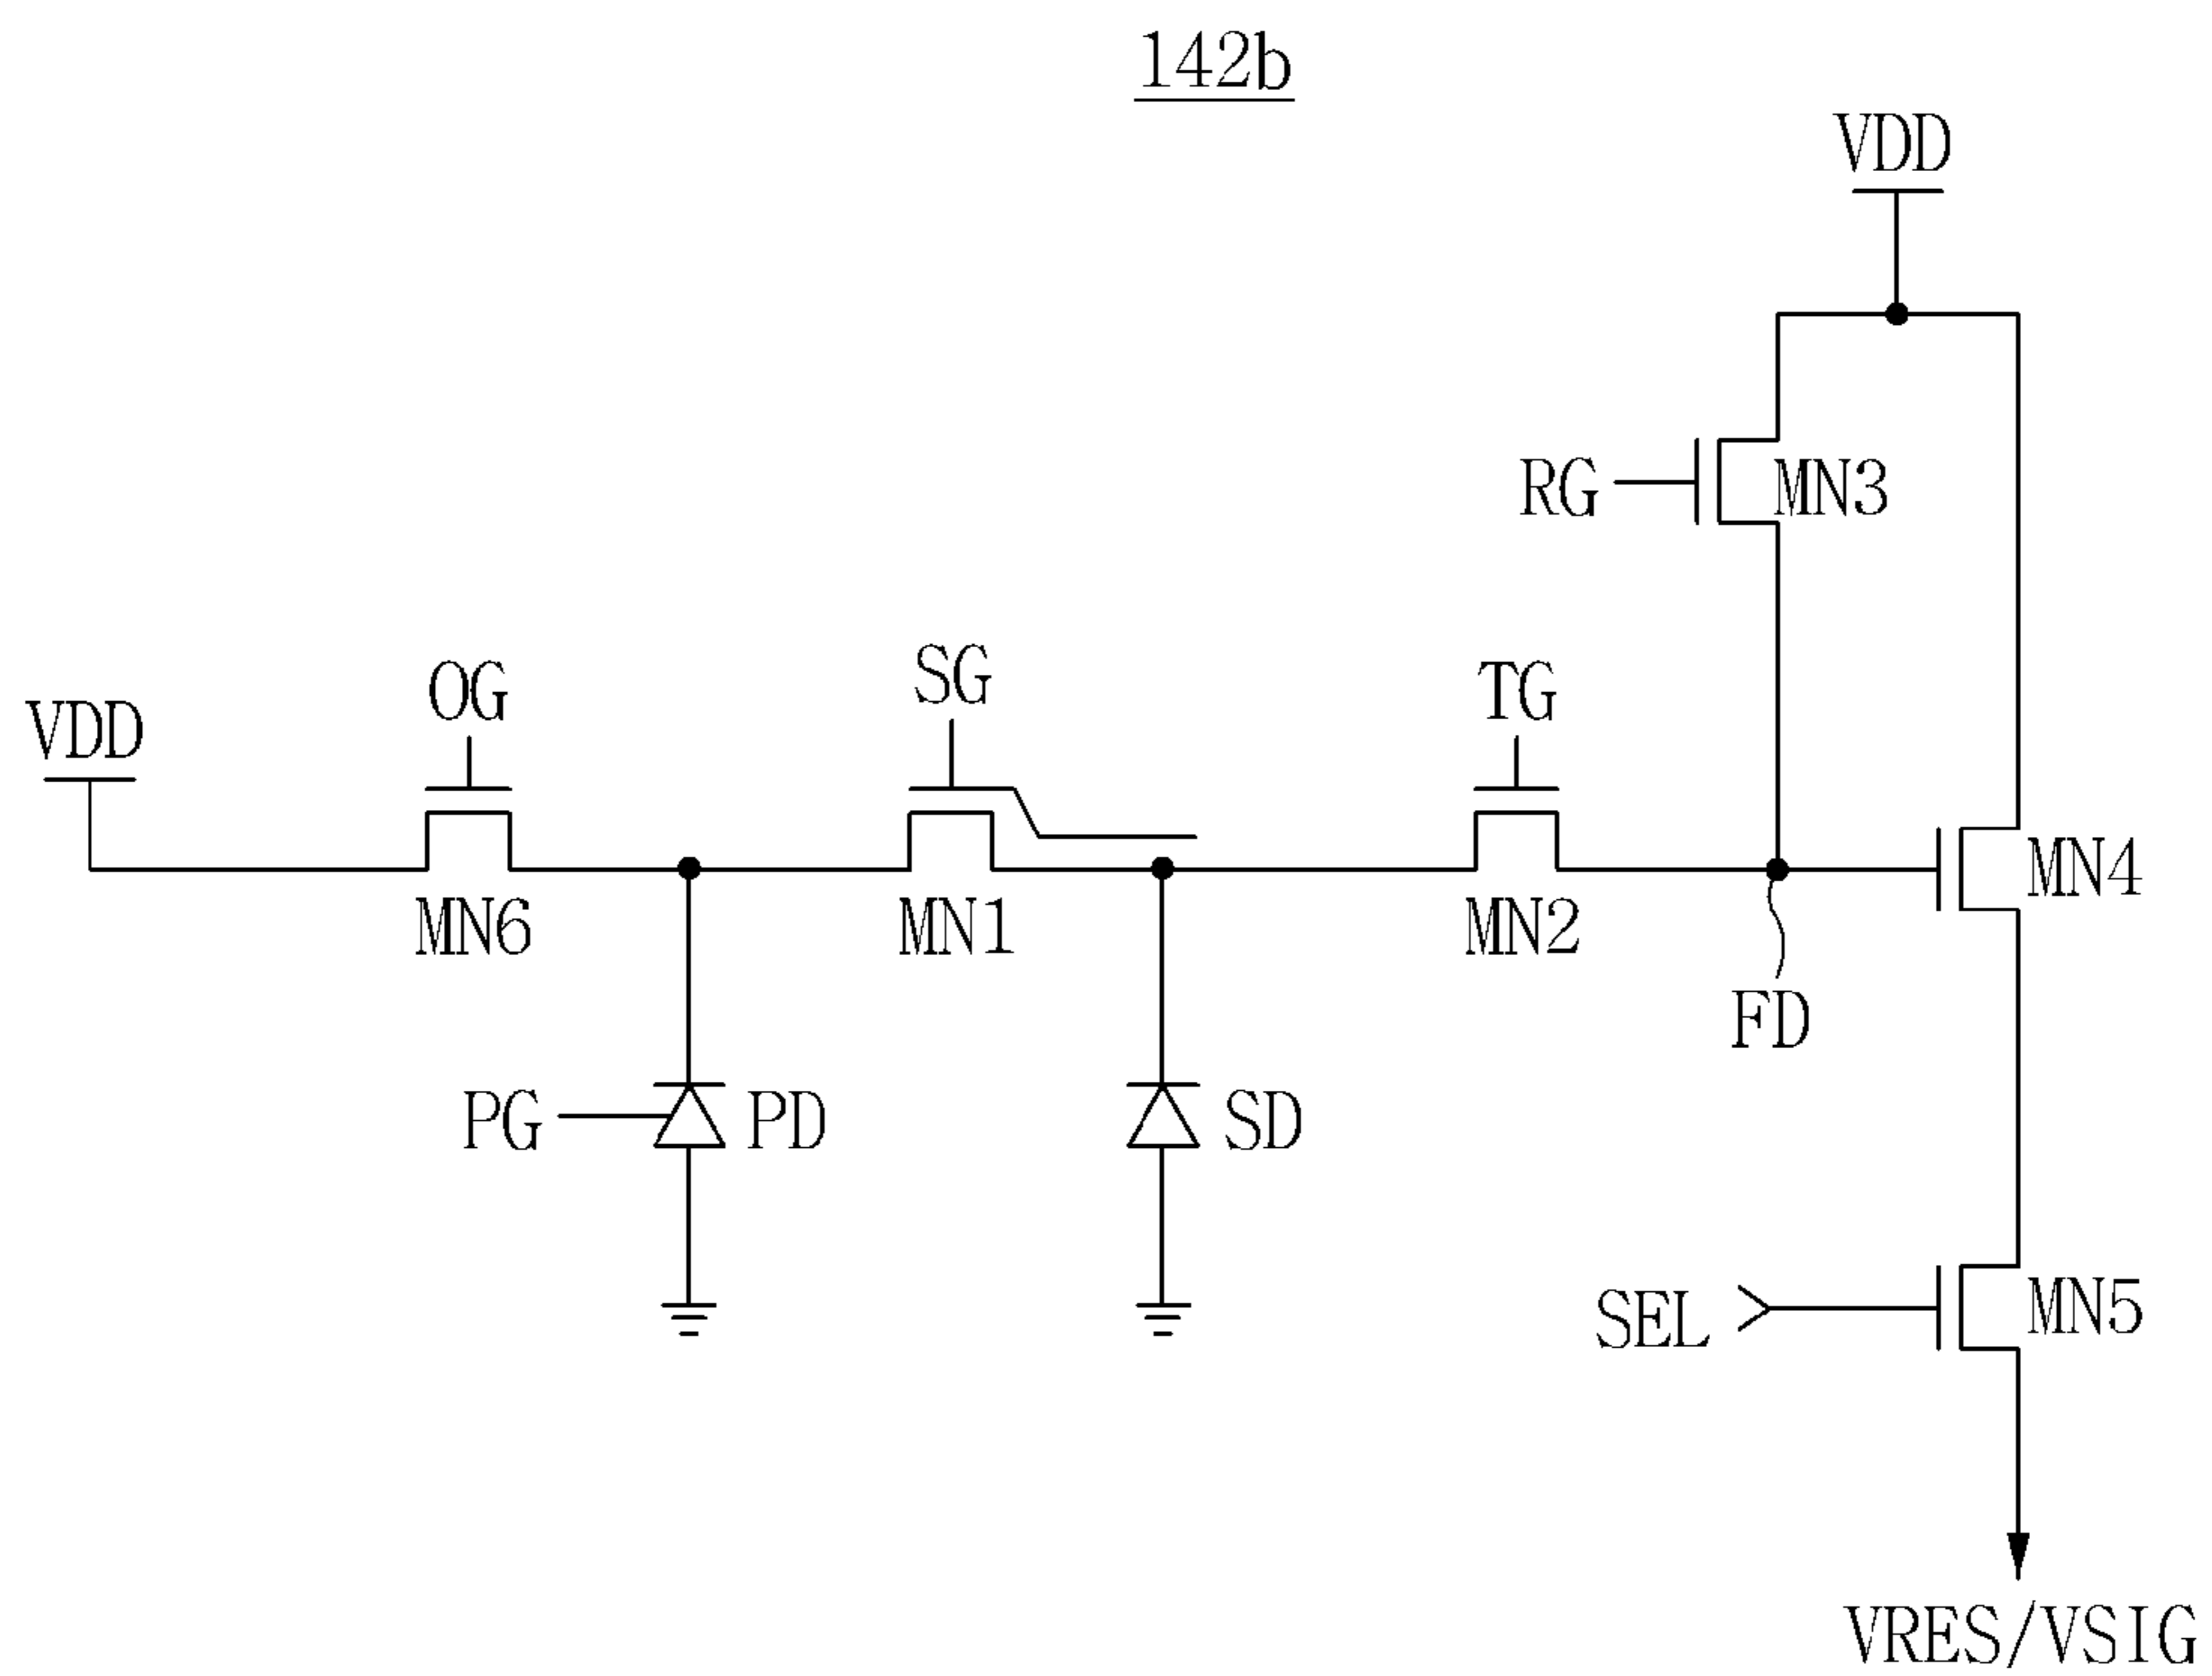 142b
VDD
RG
MN3
OG
SG
TG
VDD
MN6
MN1
MN2
MN4
FD
PG
PD
SD
SEL
MN5
VRES/VSIG